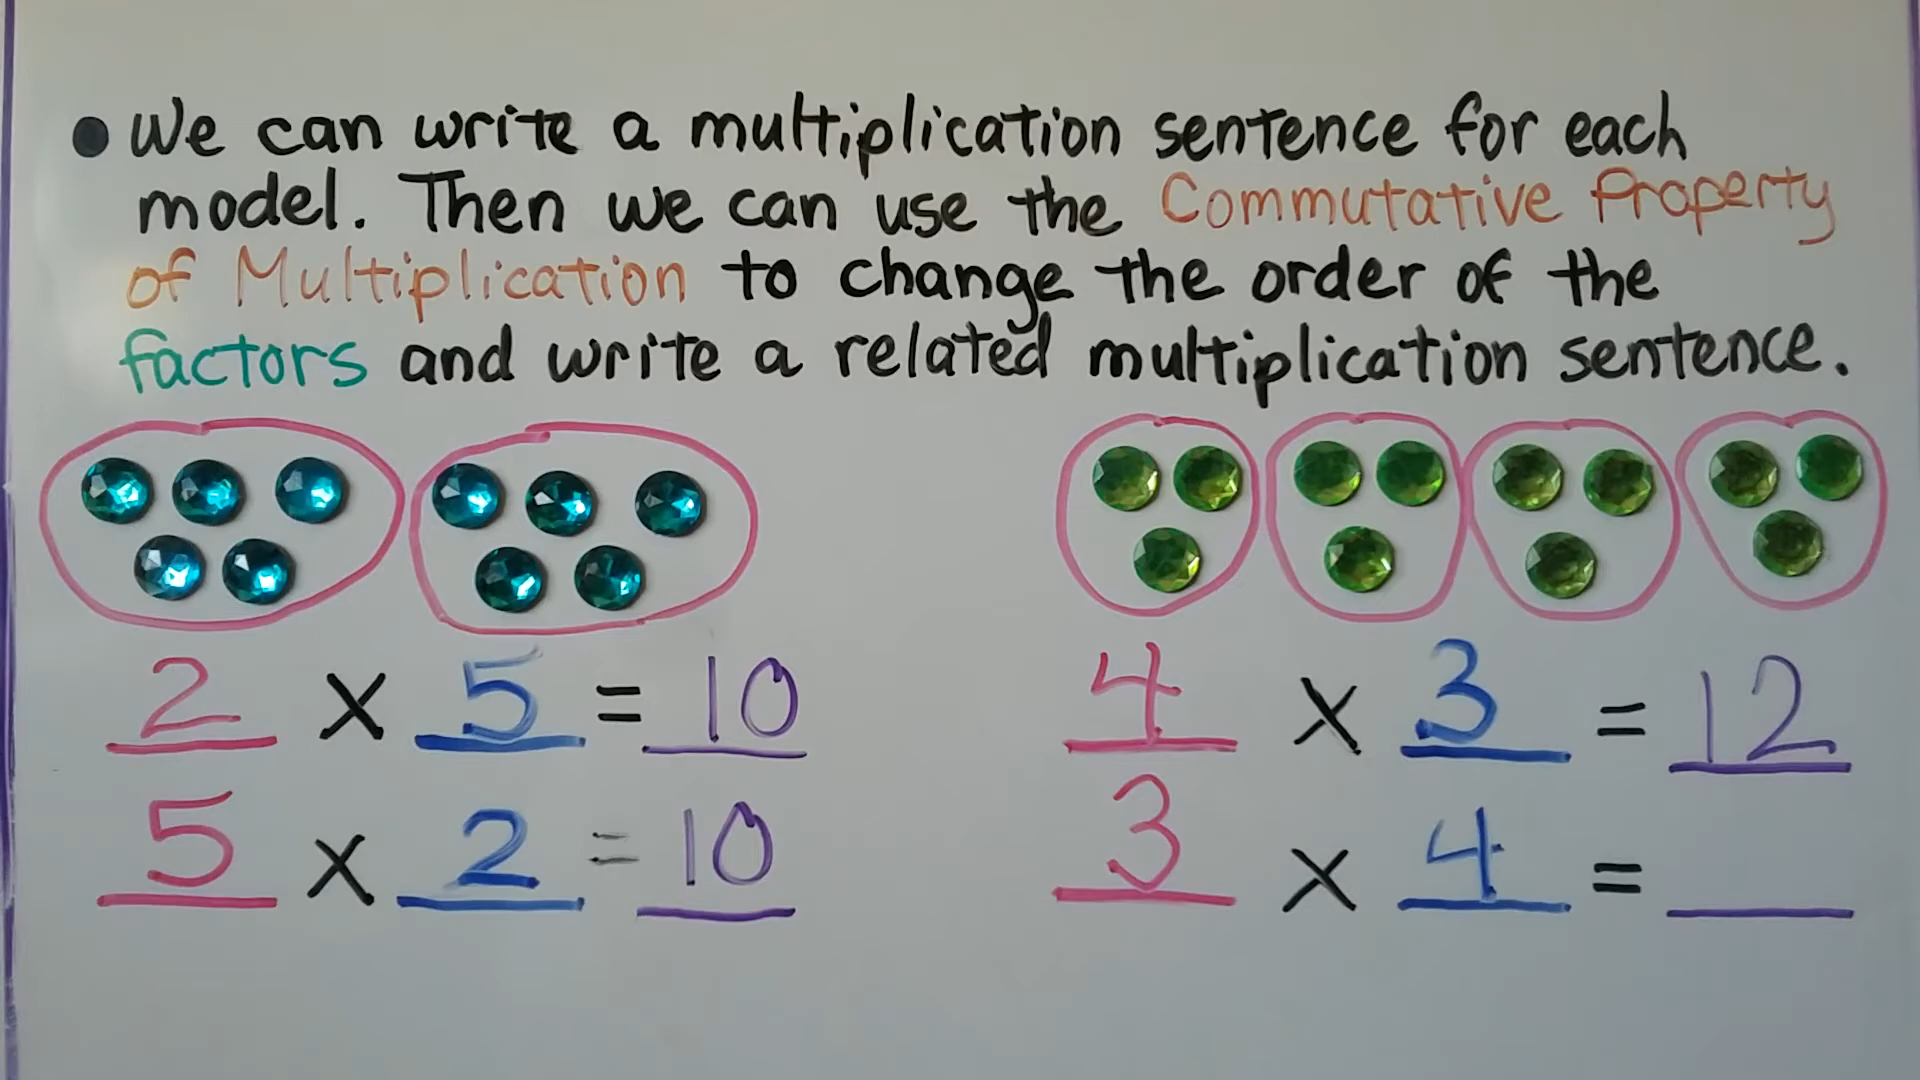 • We can write a multiplication sentence for each
model. Then we can use the Commutative Property
of Multiplication to change the order of the
factors and write a related multiplication sentence.
2 × 5 = 10
5 × 2 = 10
4 × 3 = 12
3 × 4 =